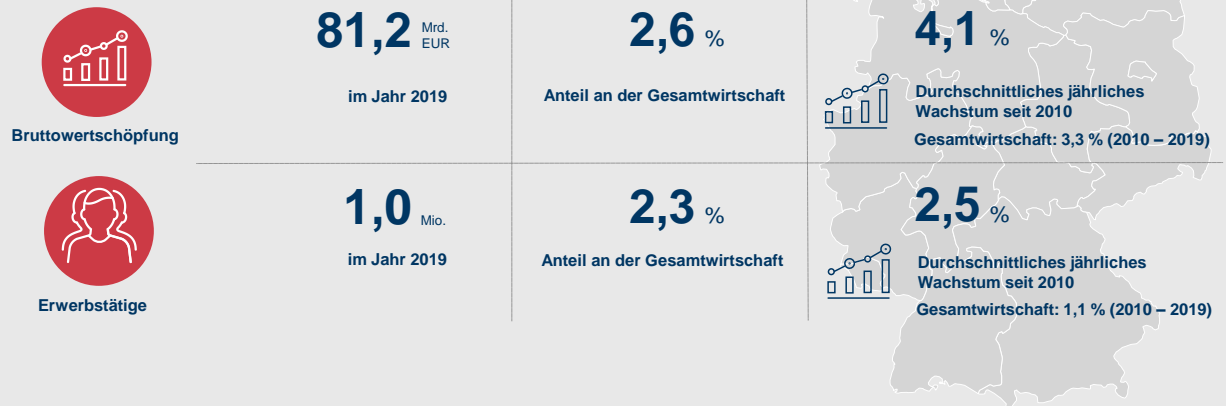 81,2 Mrd. EUR
2,6 %
4,1 %
im Jahr 2019
Anteil an der Gesamtwirtschaft
Durchschnittliches jährliches
Wachstum seit 2010
Gesamtwirtschaft: 3,3 % (2010 – 2019)
Bruttowertschöpfung
1,0 Mio.
2,3 %
2,5 %
im Jahr 2019
Anteil an der Gesamtwirtschaft
Durchschnittliches jährliches
Wachstum seit 2010
Gesamtwirtschaft: 1,1 % (2010 – 2019)
Erwerbstätige